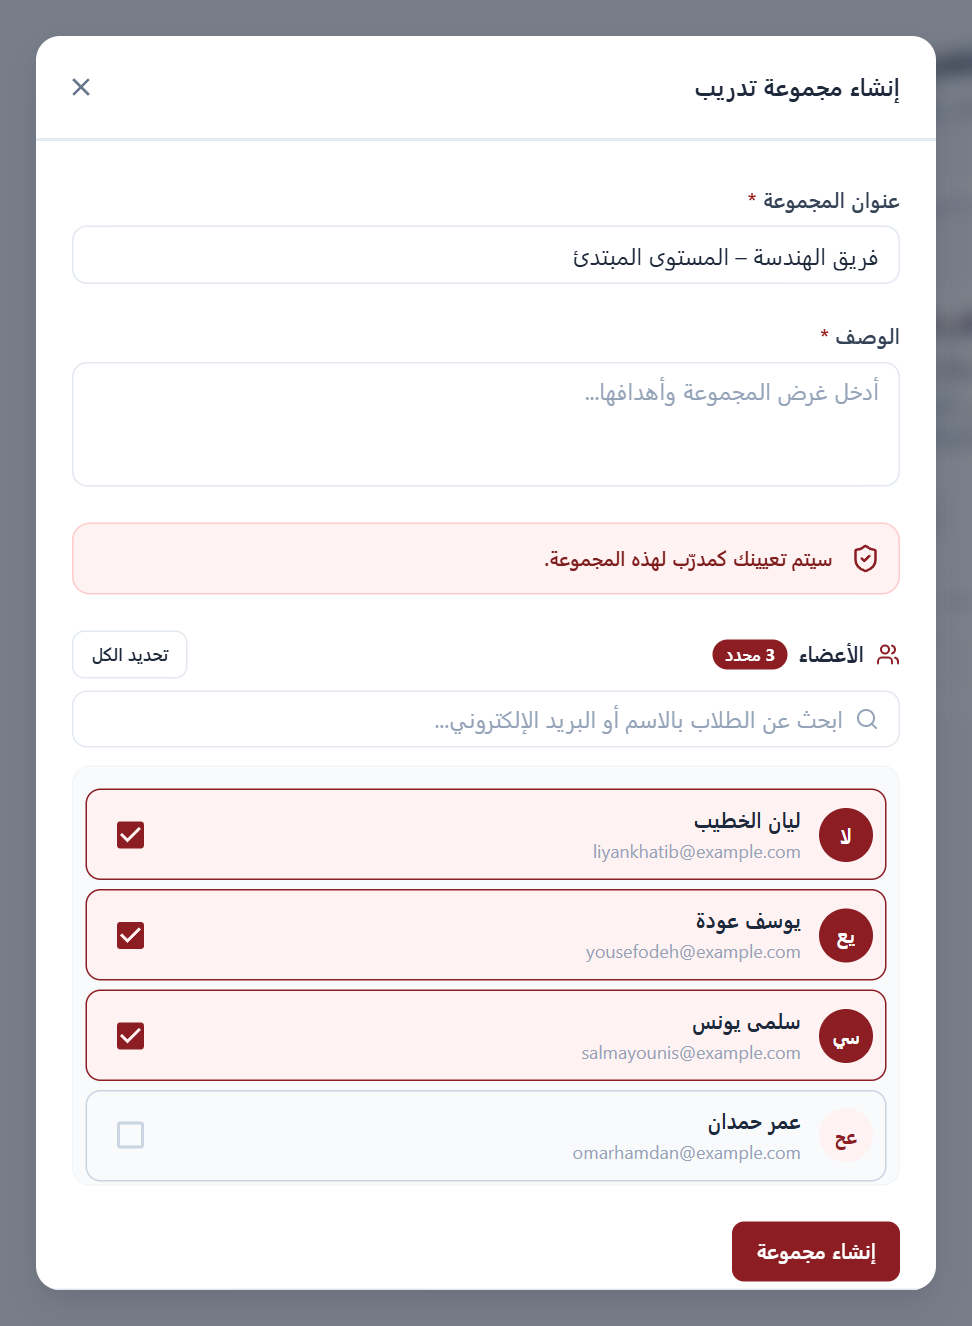 إنشاء مجموعة تدريب
عنوان المجموعة *
فريق الهندسة – المستوى المبتدئ
الوصف *
أدخل غرض المجموعة وأهدافها...
سيتم تعيينك كمدرّب لهذه المجموعة.
الأعضاء
3 محدد
تحديد الكل
ابحث عن الطلاب بالاسم أو البريد الإلكتروني...
لا
ليان الخطيب
liyankhatib@example.com
يع
يوسف عودة
yousefodeh@example.com
سي
سلمى يونس
salmayounis@example.com
عح
عمر حمدان
omarhamdan@example.com
إنشاء مجموعة